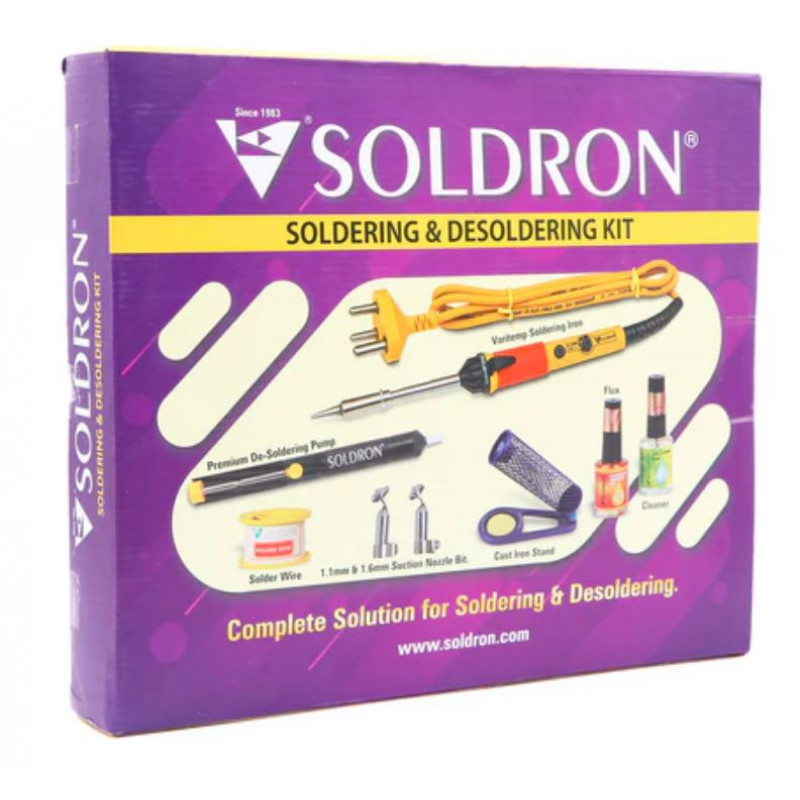 Since 1983
SOLDRON®
SOLDERING & DESOLDERING KIT
Varitemp Soldering Iron
Flux
Premium De-Soldering Pump
SOLDRON
Cleaner
Solder Wire
1.1mm & 1.6mm Suction Nozzle Bit.
Cast Iron Stand
Complete Solution for Soldering & Desoldering.
www.soldron.com
SOLDRON®
SOLDERING & DESOLDERING KIT